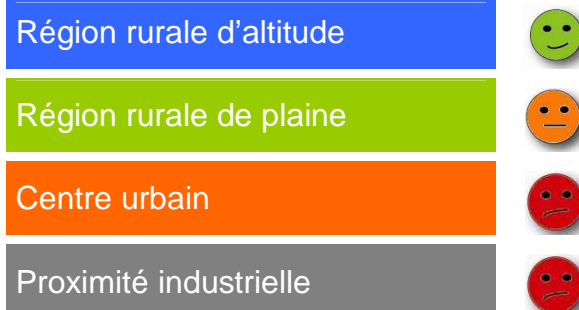 Région rurale d’altitude
Région rurale de plaine
Centre urbain
Proximité industrielle